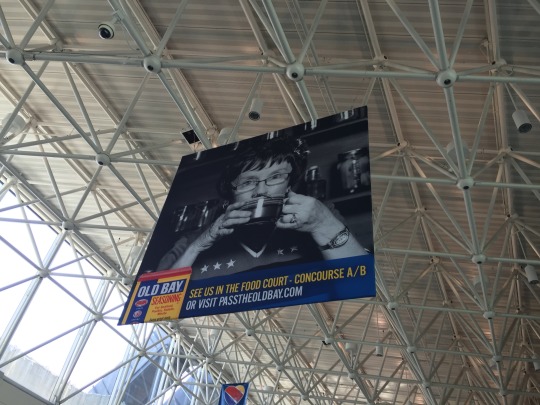 OLD BAY
SEASONING
SEE US IN THE FOOD COURT · CONCOURSE A/B
OR VISIT PASSTHEOLDBAY.COM